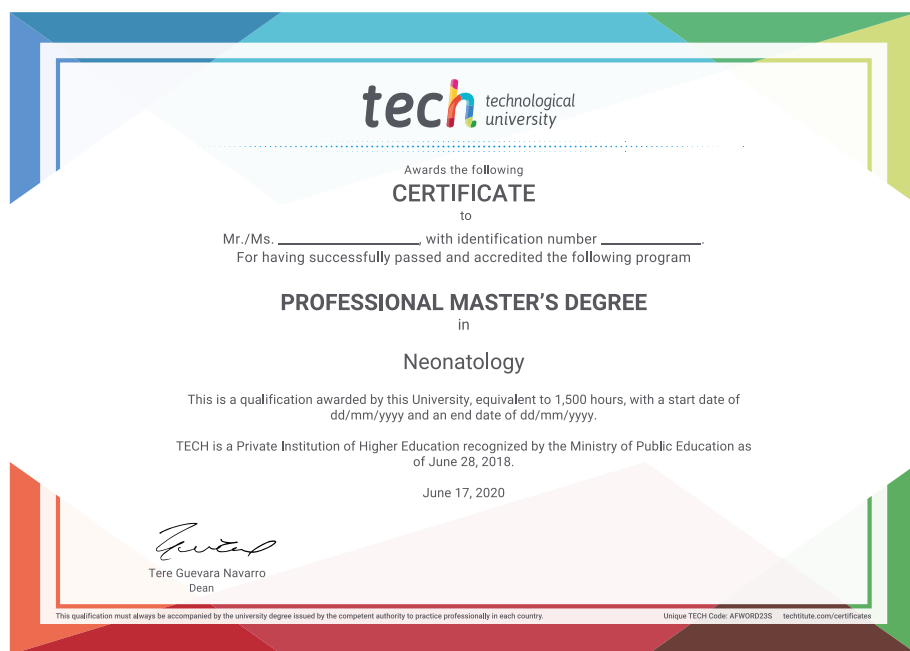 tech technological
university
Awards the following
CERTIFICATE
to
Mr./Ms. ____________________, with identification number ______________.
For having successfully passed and accredited the following program
PROFESSIONAL MASTER'S DEGREE
in
Neonatology
This is a qualification awarded by this University, equivalent to 1,500 hours, with a start date of
dd/mm/yyyy and an end date of dd/mm/yyyy.
TECH is a Private Institution of Higher Education recognized by the Ministry of Public Education as
of June 28, 2018.
June 17, 2020
Tere Guevara Navarro
Dean
This qualification must always be accompanied by the university degree issued by the competent authority to practice professionally in each country.
Unique TECH Code: AFWORD23S techtitute.com/certificates